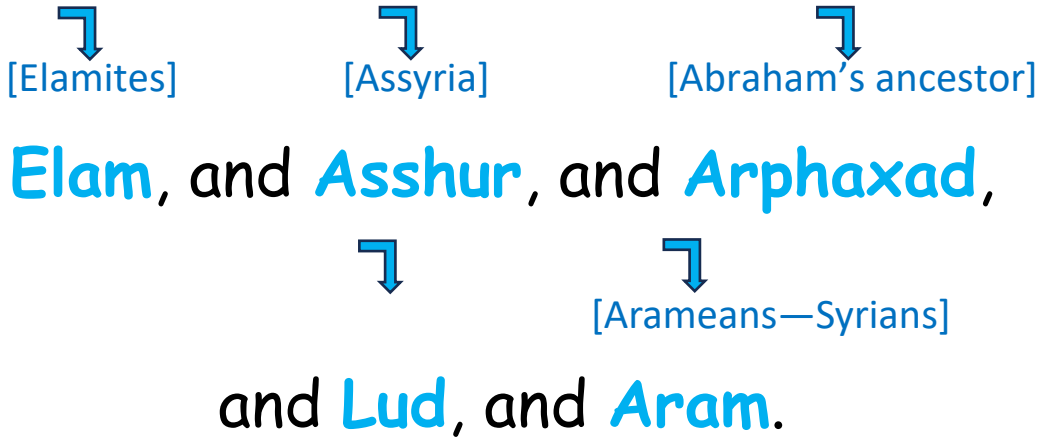 [Elamites] [Assyria] [Abraham’s ancestor]
Elam, and Asshur, and Arphaxad,
[Arameans—Syrians]
and Lud, and Aram.